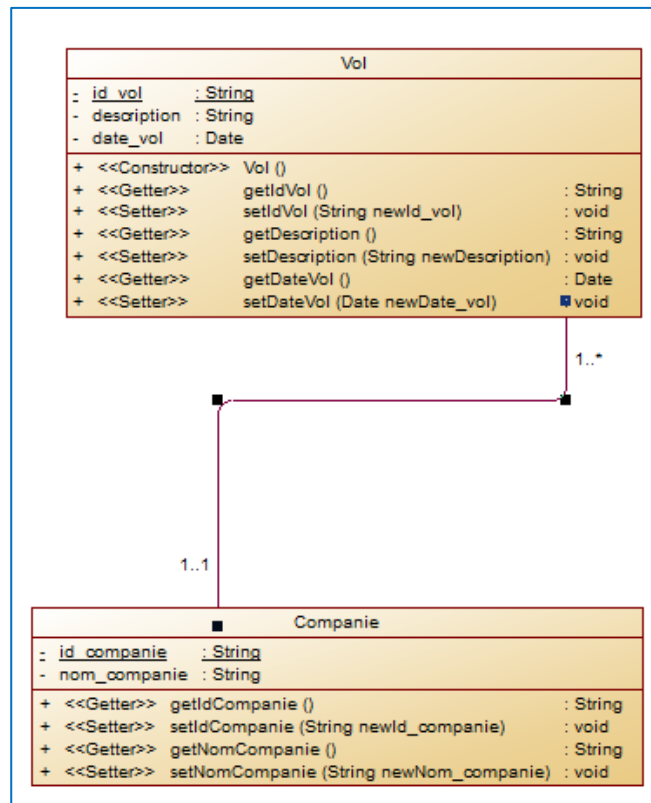 Vol
- id_vol : String
- description : String
- date_vol : Date
+ <<Constructor>> Vol ()
+ <<Getter>> getIdVol () : String
+ <<Setter>> setIdVol (String newId_vol) : void
+ <<Getter>> getDescription () : String
+ <<Setter>> setDescription (String newDescription) : void
+ <<Getter>> getDateVol () : Date
+ <<Setter>> setDateVol (Date newDate_vol) void
1..*
1..1
Companie
- id_companie : String
- nom_companie : String
+ <<Getter>> getIdCompanie () : String
+ <<Setter>> setIdCompanie (String newId_companie) : void
+ <<Getter>> getNomCompanie () : String
+ <<Setter>> setNomCompanie (String newNom_companie) : void